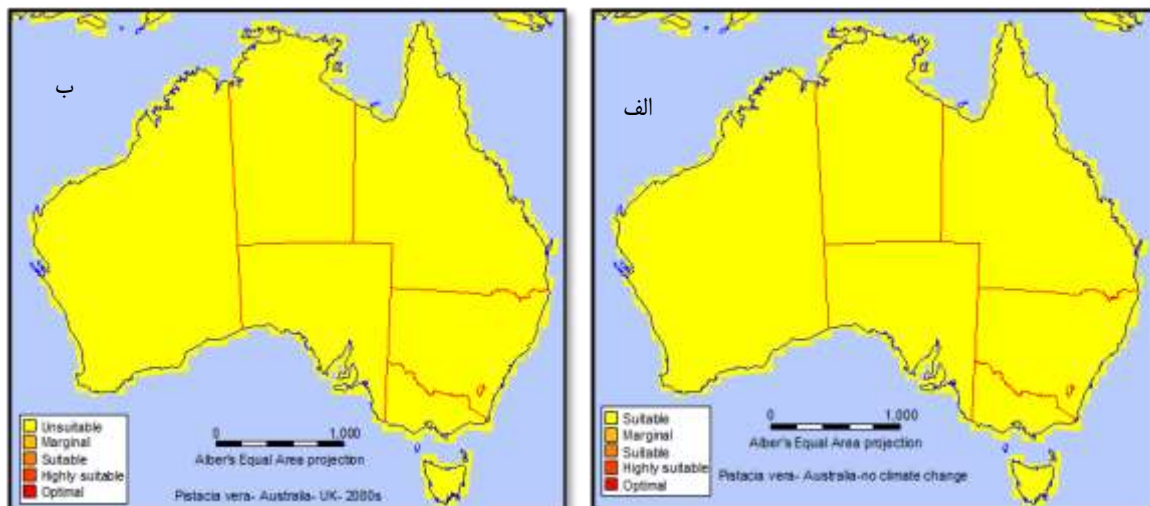 ب
Unsuitable
Marginal
Suitable
Highly suitable
Optimal
0 1,000
Alber's Equal Area projection
Pistacia vera- Australia- UK- 2080s
الف
Suitable
Marginal
Suitable
Highly suitable
Optimal
0 1,000
Alber's Equal Area projection
Pistacia vera- Australia-no climate change